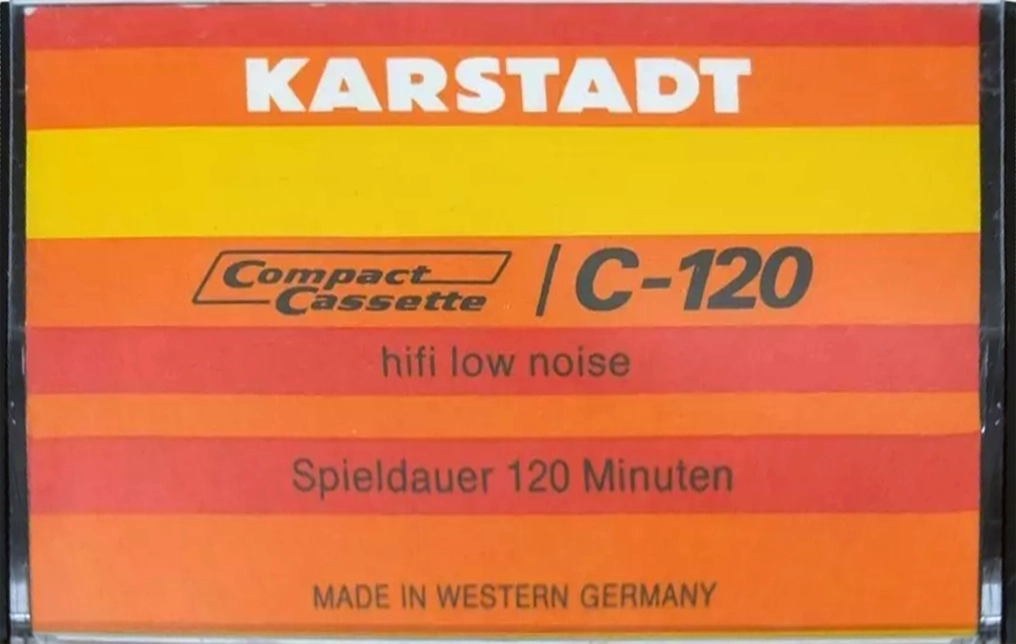 KARSTADT
Compact Cassette / C-120
hifi low noise
Spieldauer 120 Minuten
MADE IN WESTERN GERMANY